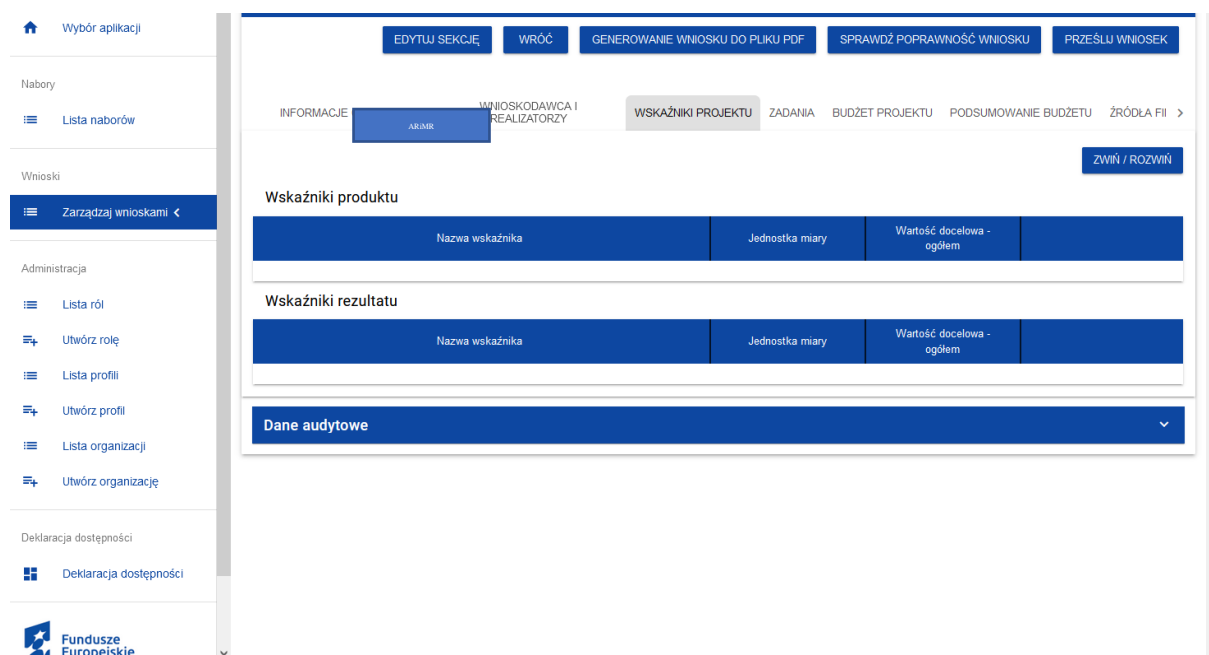 Wybór aplikacji
Nabory
Lista naborów
Wnioski
Zarządzaj wnioskami
Administracja
Lista ról
Utwórz rolę
Lista profili
Utwórz profil
Lista organizacji
Utwórz organizację
Deklaracja dostępności
Deklaracja dostępności
Fundusze
Europejskie
EDYTUJ SEKCJĘ WRÓĆ GENEROWANIE WNIOSKU DO PLIKU PDF SPRAWDŹ POPRAWNOŚĆ WNIOSKU PRZEŚLIJ WNIOSEK
INFORMACJE
ARiMR
WNIOSKODAWCA I
REALIZATORZY
WSKAŹNIKI PROJEKTU ZADANIA BUDŻET PROJEKTU PODSUMOWANIE BUDŻETU ŹRÓDŁA FII
ZWIŃ / ROZWIŃ
Wskaźniki produktu
Nazwa wskaźnika Jednostka miary Wartość docelowa -
ogółem
Wskaźniki rezultatu
Nazwa wskaźnika Jednostka miary Wartość docelowa -
ogółem
Dane audytowe